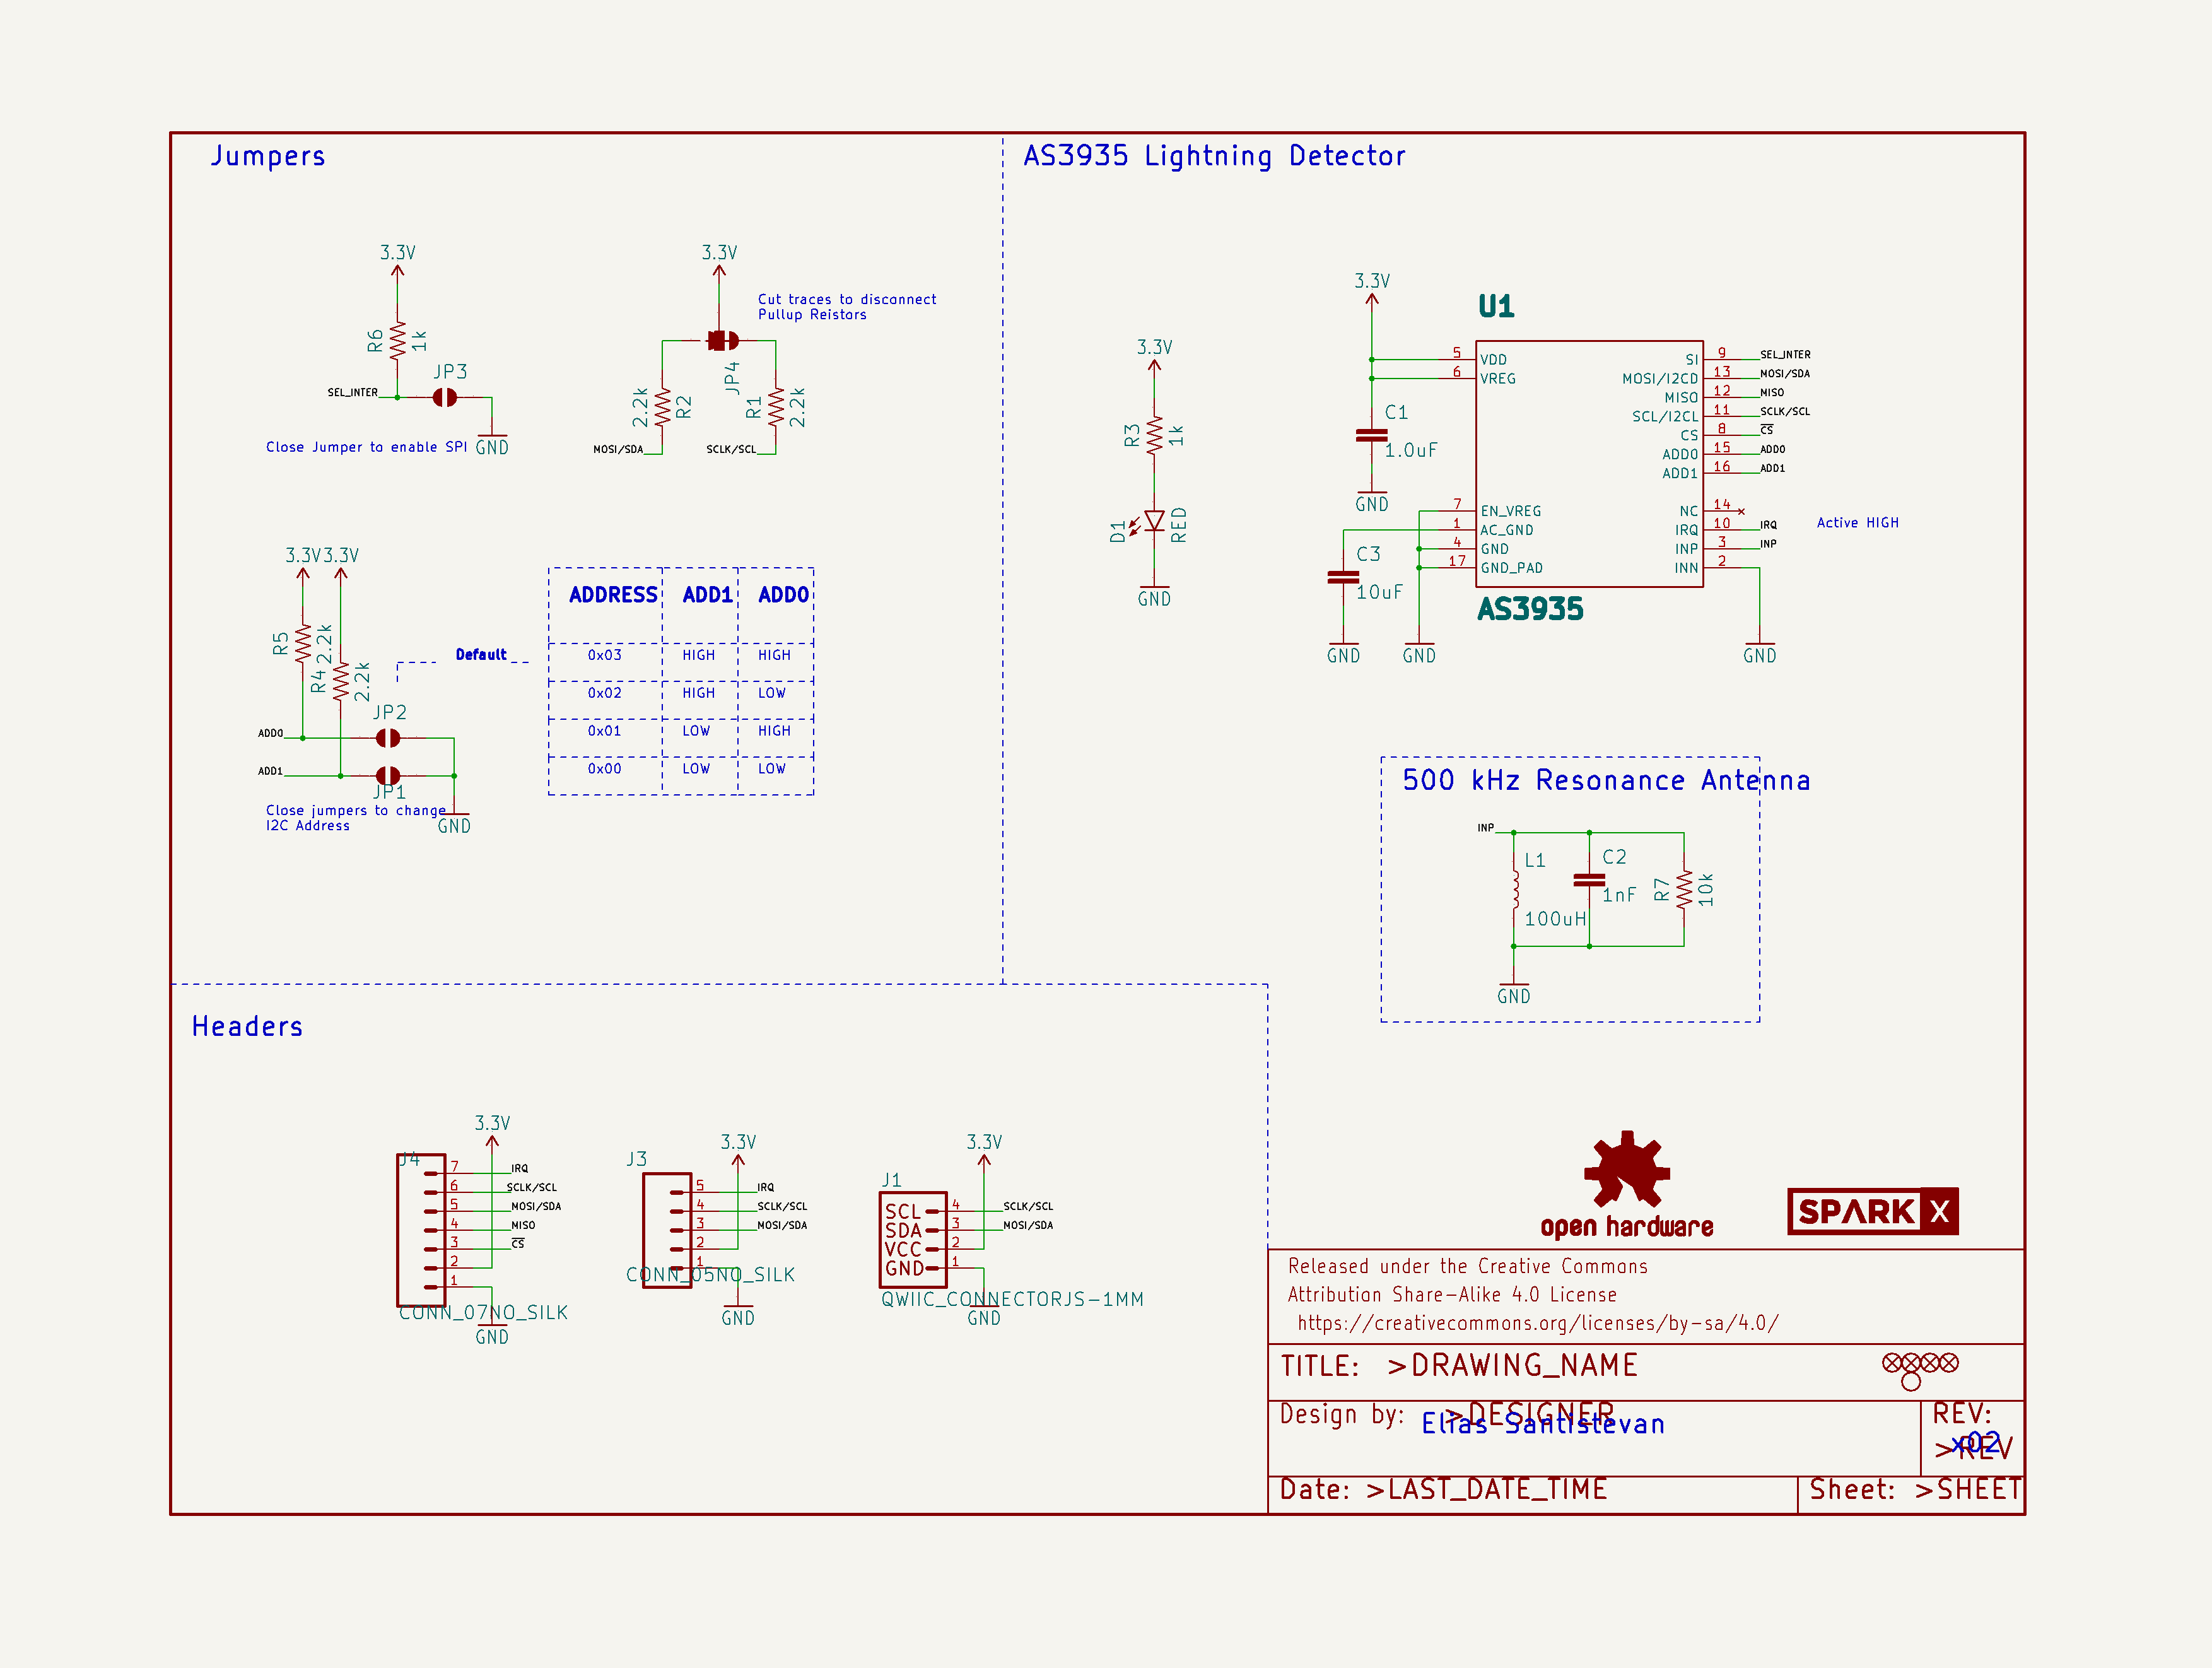 Jumpers
AS3935 Lightning Detector
3.3V
R6
1k
JP3
SEL_INTER
Close Jumper to enable SPI
GND
3.3V
Cut traces to disconnect
Pullup Reistors
JP4
2.2k
R2
R1
2.2k
MOSI/SDA
SCLK/SCL
3.3V
3.3V
R5
2.2k
R4
2.2k
Default
JP2
ADD0
ADD1
JP1
Close jumpers to change
I2C Address
GND
ADDRESS ADD1 ADD0
0x03 HIGH HIGH
0x02 HIGH LOW
0x01 LOW HIGH
0x00 LOW LOW
3.3V
R3
1k
D1
RED
GND
3.3V
C1
1.0uF
GND
C3
10uF
GND
GND
U1
5 VDD
6 VREG
7 EN_VREG
1 AC_GND
4 GND
17 GND_PAD
SI 9 SEL_INTER
MOSI/I2CD 13 MOSI/SDA
MISO 12 MISO
SCL/I2CL 11 SCLK/SCL
CS 8 CS
ADD0 15 ADD0
ADD1 16 ADD1
NC 14
IRQ 10 IRQ
INP 3 INP
INN 2
Active HIGH
AS3935
GND
500 kHz Resonance Antenna
INP
L1
100uH
C2
1nF
R7
10k
GND
Headers
3.3V
J4
7 IRQ
6 SCLK/SCL
5 MOSI/SDA
4 MISO
3 CS
2
1
CONN_07NO_SILK
GND
3.3V
J3
5 IRQ
4 SCLK/SCL
3 MOSI/SDA
2
1
CONN_05NO_SILK
GND
3.3V
J1
SCL 4 SCLK/SCL
SDA 3 MOSI/SDA
VCC 2
GND 1
QWIIC_CONNECTORJS-1MM
GND
open hardware
SPARK X
Released under the Creative Commons
Attribution Share-Alike 4.0 License
https://creativecommons.org/licenses/by-sa/4.0/
TITLE: >DRAWING_NAME
Design by: >DESIGNER
Elias Santistevan
REV:
>REV
x02
Date: >LAST_DATE_TIME
Sheet: >SHEET